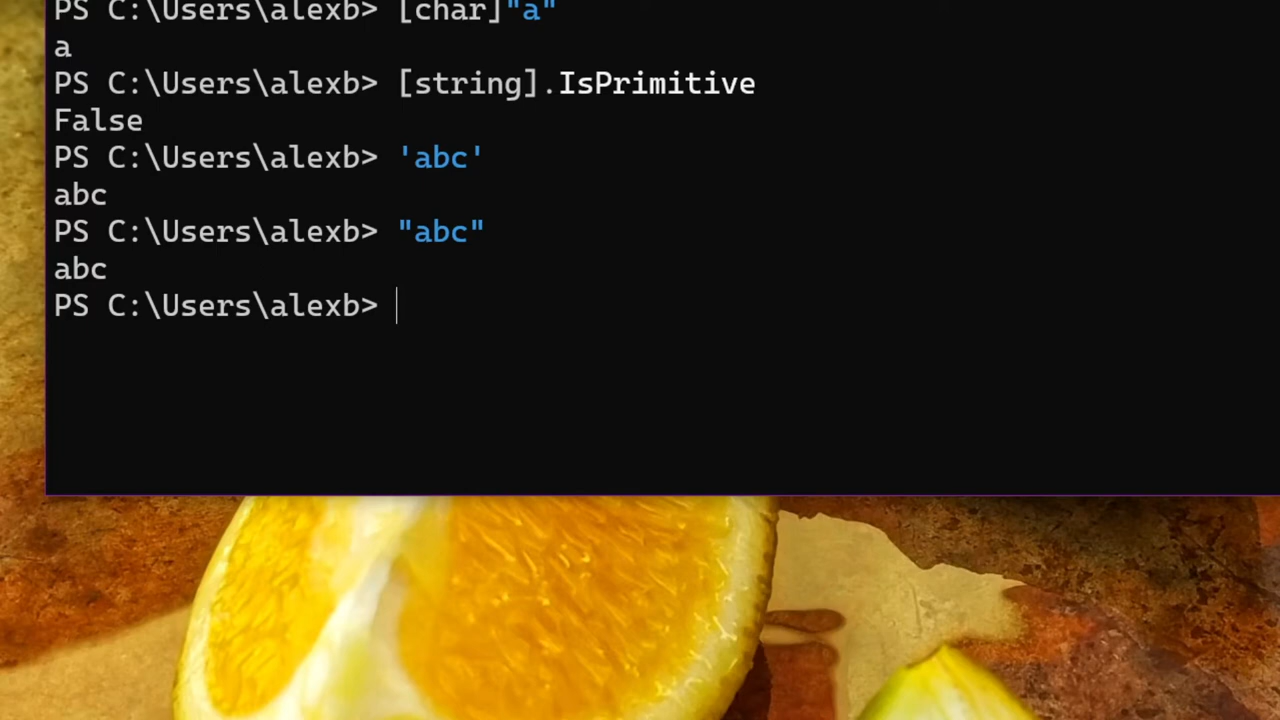 PS C:\Users\alexb> [char]"a"
a
PS C:\Users\alexb> [string].IsPrimitive
False
PS C:\Users\alexb> 'abc'
abc
PS C:\Users\alexb> "abc"
abc
PS C:\Users\alexb>